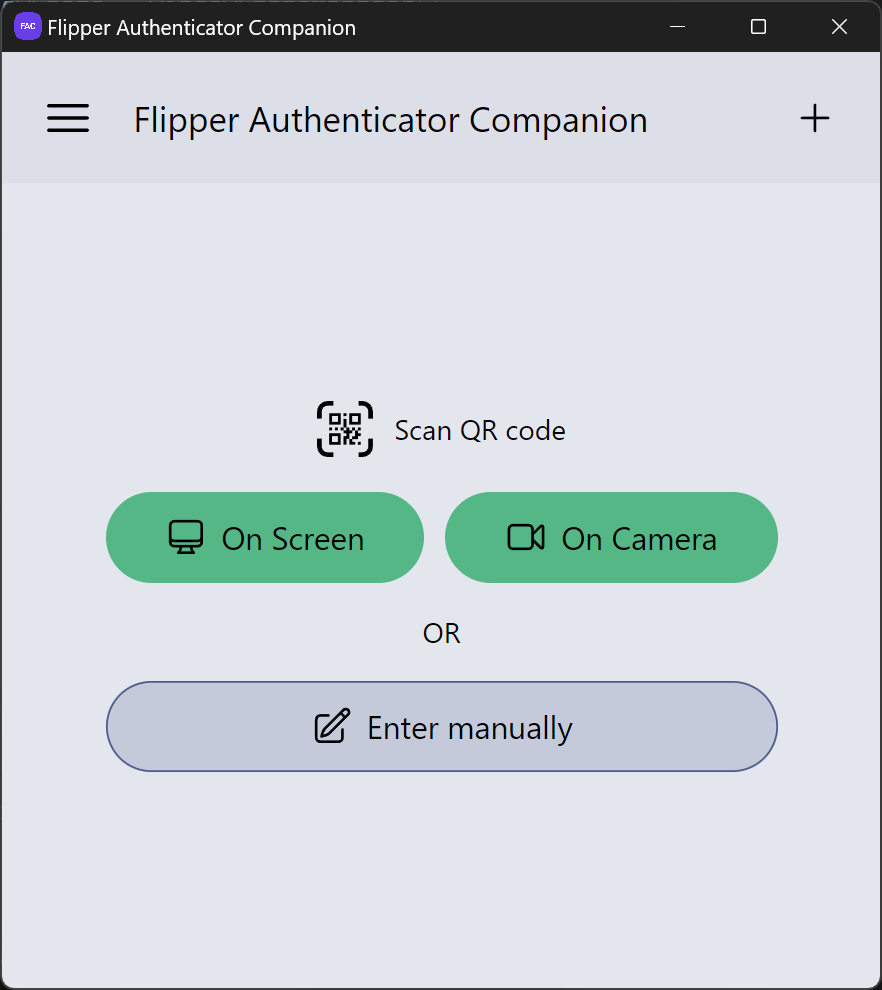 FAC Flipper Authenticator Companion
Flipper Authenticator Companion
Scan QR code
On Screen
On Camera
OR
Enter manually